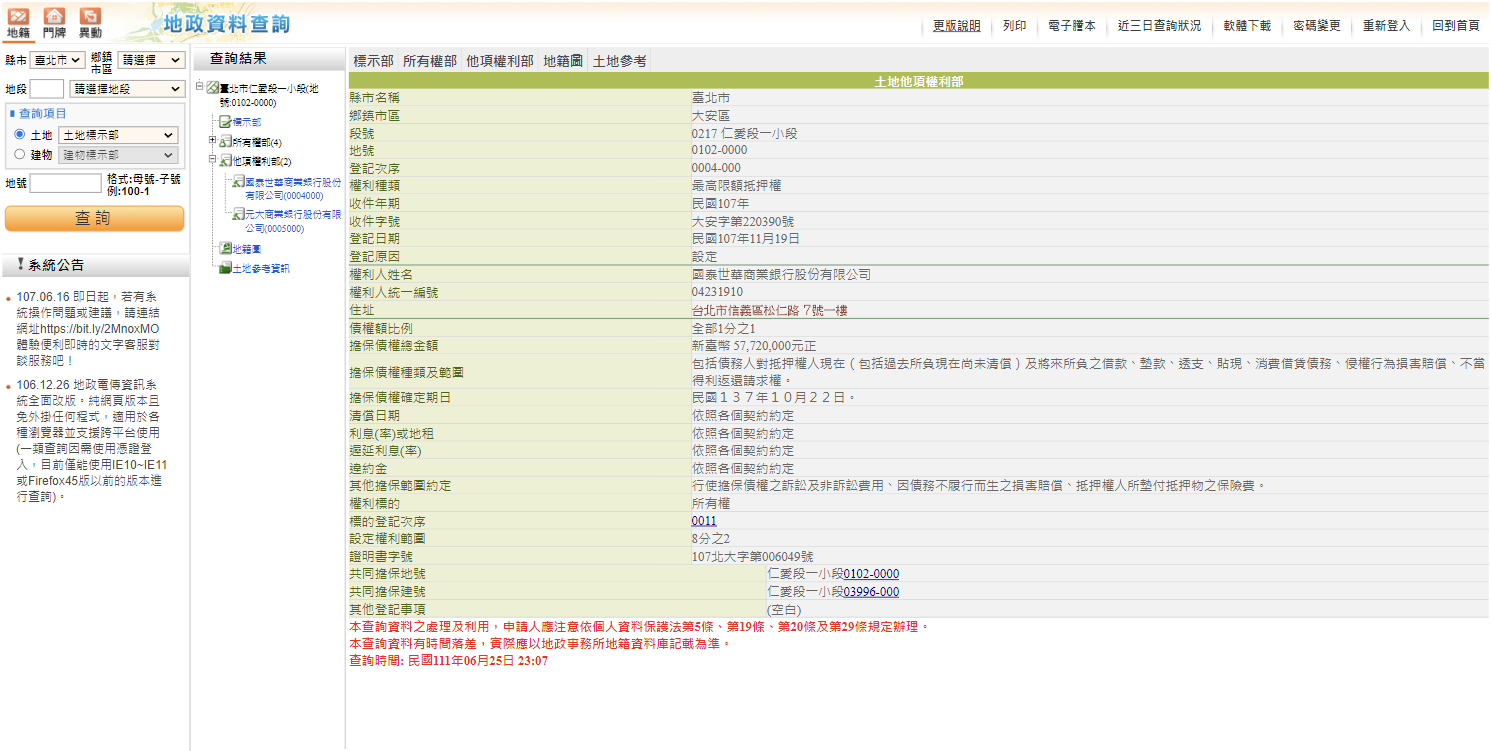 地籍 門牌 異動
地政資料查詢
更版說明 列印 電子謄本 近三日查詢狀況 軟體下載 密碼變更 重新登入 回到首頁
縣市 臺北市 鄉鎮市區 請選擇
地段 請選擇地段
查詢項目
土地 土地標示部
建物 建物標示部
地號 格式:母號-子號
例:100-1
查 詢
系統公告
107.06.16 即日起，若有系
統操作問題或建議，請連結
網址https://bit.ly/2MnoxMO
體驗便利即時的文字客服對
談服務吧！
106.12.26 地政電傳資訊系
統全面改版。純網頁版本且
免外掛任何程式，適用於各
種瀏覽器並支援跨平台使用
(一類查詢因需使用憑證登
入，目前僅能使用IE10~IE11
或Firefox45版以前的版本進
行查詢)。
查詢結果
臺北市仁愛段一小段(地
號:0102-0000)
標示部
所有權部(4)
他項權利部(2)
國泰世華商業銀行股份
有限公司(0004000)
元大商業銀行股份有限
公司(0005000)
地籍圖
土地參考資訊
標示部 所有權部 他項權利部 地籍圖 土地參考
土地他項權利部
縣市名稱 臺北市
鄉鎮市區 大安區
段號 0217 仁愛段一小段
地號 0102-0000
登記次序 0004-000
權利種類 最高限額抵押權
收件年期 民國107年
收件字號 大安字第220390號
登記日期 民國107年11月19日
登記原因 設定
權利人姓名 國泰世華商業銀行股份有限公司
權利人統一編號 04231910
住址 台北市信義區松仁路７號一樓
債權額比例 全部1分之1
擔保債權總金額 新臺幣 57,720,000元正
擔保債權種類及範圍 包括債務人對抵押權人現在（包括過去所負現在尚未清償）及將來所負之借款、墊款、透支、貼現、消費借貸債務、侵權行為損害賠償、不當
得利返還請求權。
擔保債權確定期日 民國１３７年１０月２２日。
清償日期 依照各個契約約定
利息(率)或地租 依照各個契約約定
遲延利息(率) 依照各個契約約定
違約金 依照各個契約約定
其他擔保範圍約定 行使擔保債權之訴訟及非訴訟費用、因債務不履行而生之損害賠償、抵押權人所墊付抵押物之保險費。
權利標的 所有權
標的登記次序 0011
設定權利範圍 8分之2
證明書字號 107北大字第006049號
共同擔保地號 仁愛段一小段0102-0000
共同擔保建號 仁愛段一小段03996-000
其他登記事項 (空白)
本查詢資料之處理及利用，申請人應注意依個人資料保護法第5條、第19條、第20條及第29條規定辦理。
本查詢資料有時間落差，實際應以地政事務所地籍資料庫記載為準。
查詢時間: 民國111年06月25日 23:07